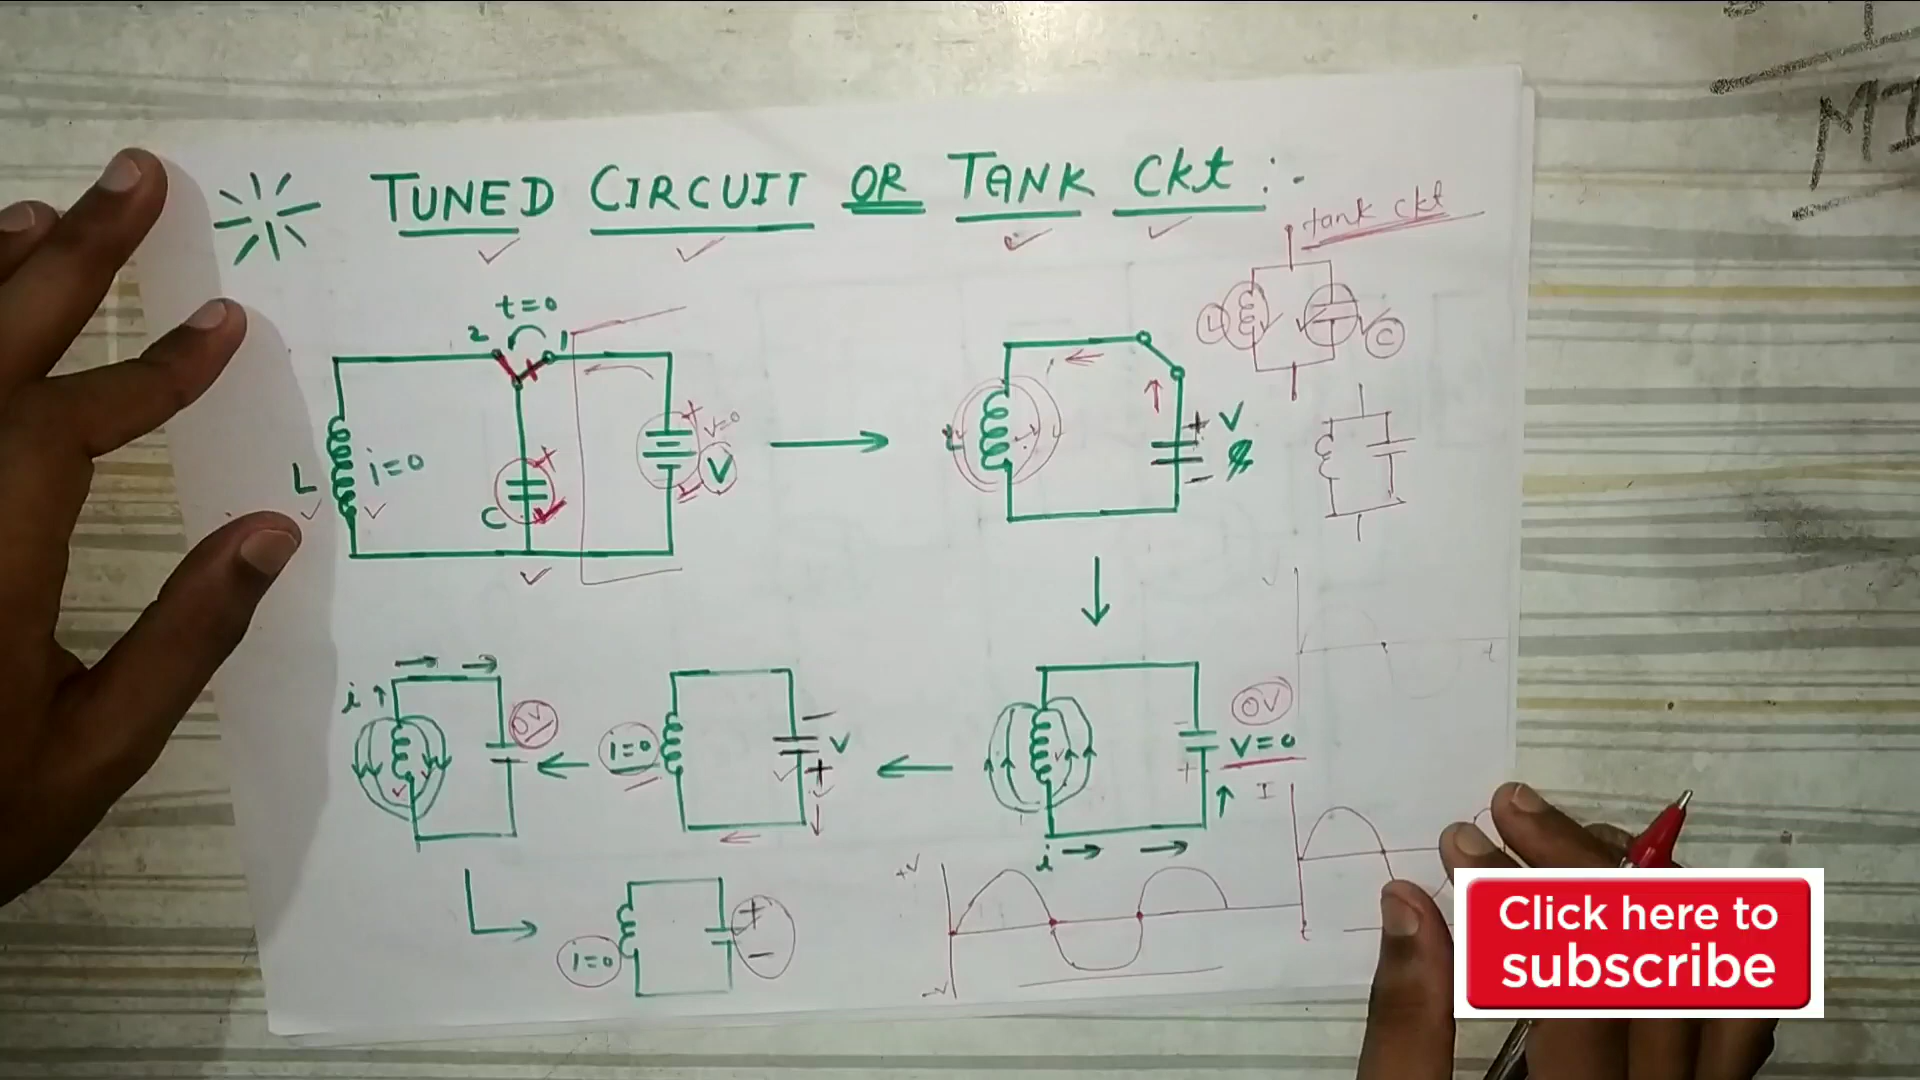 TUNED CIRCUIT OR TANK Ckt :-
tank ckt
MI
t=0
2
1
L
i=0
C
+
+
V=0
V
L
C
L
+ V
-
V
t
i
0V
i=0
-
V
+
0V
V=0
+
I
i
+V
-V
t
i=0
+
-
Click here to
subscribe